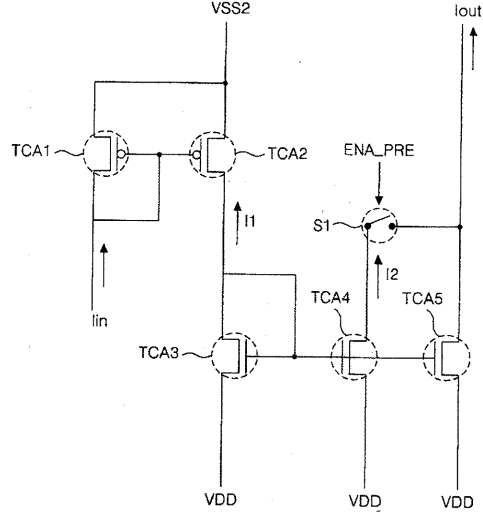 VSS2
Iout
TCA1
TCA2
ENA_PRE
S1
I1
I2
Iin
TCA3
TCA4
TCA5
VDD
VDD
VDD